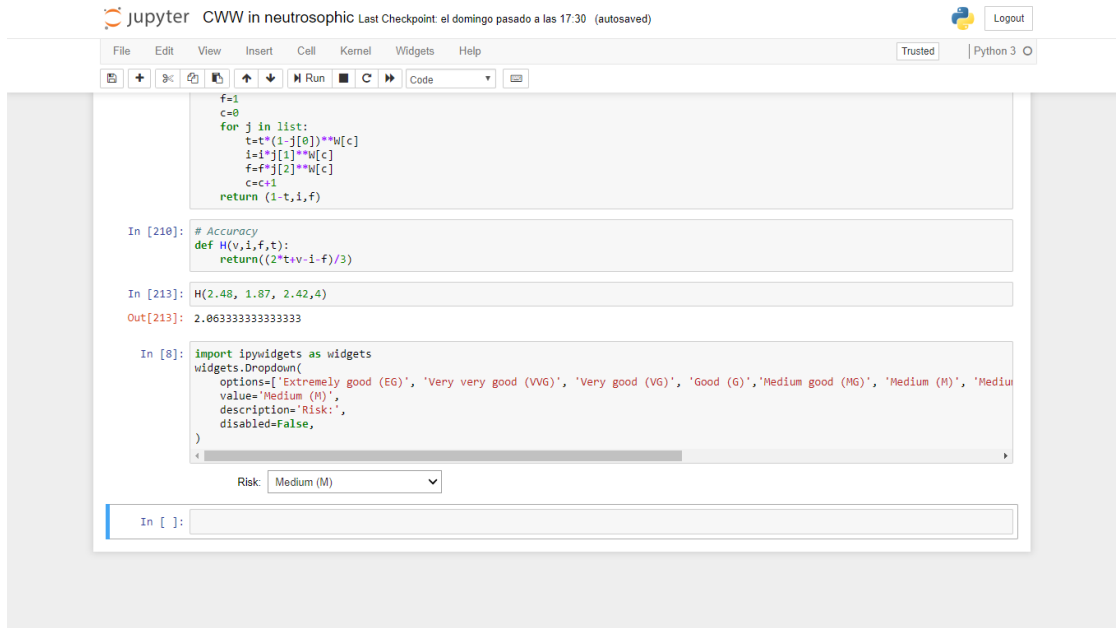 jupyter CWW in neutrosophic Last Checkpoint: el domingo pasado a las 17:30 (autosaved)
Logout
File Edit View Insert Cell Kernel Widgets Help
Trusted Python 3
Run Code
    f=1
    c=0
    for j in list:
        t=t*(1-j[0])**W[c]
        i=i*j[1]**W[c]
        f=f*j[2]**W[c]
        c=c+1
    return (1-t,i,f)
In [210]: # Accuracy
def H(v,i,f,t):
    return((2*t+v-i-f)/3)
In [213]: H(2.48, 1.87, 2.42,4)
Out[213]: 2.063333333333333
In [8]: import ipywidgets as widgets
widgets.Dropdown(
    options=['Extremely good (EG)', 'Very very good (VVG)', 'Very good (VG)', 'Good (G)','Medium good (MG)', 'Medium (M)', 'Mediu
    value='Medium (M)',
    description='Risk:',
    disabled=False,
)
Risk: Medium (M)
In [ ]: